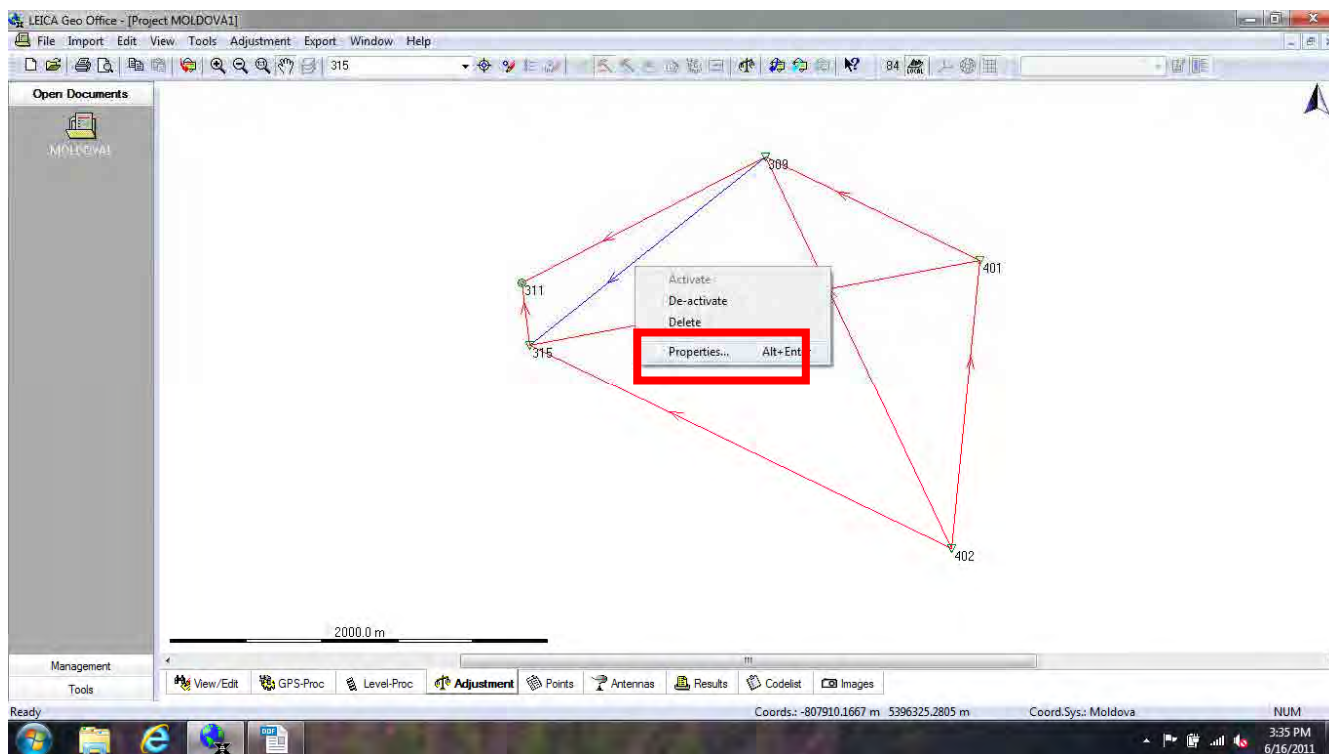 LEICA Geo Office - [Project MOLDOVA1]
File Import Edit View Tools Adjustment Export Window Help
315 84 LOCAL
Open Documents
MOLDOVA1
309
401
311
315
402
Activate
De-activate
Delete
Properties... Alt+Ent
2000.0 m
Management
Tools
View/Edit GPS-Proc Level-Proc Adjustment Points Antennas Results Codelist Images
Ready Coords.: -807910.1667 m 5396325.2805 m Coord.Sys.: Moldova NUM
PDF
3:35 PM
6/16/2011